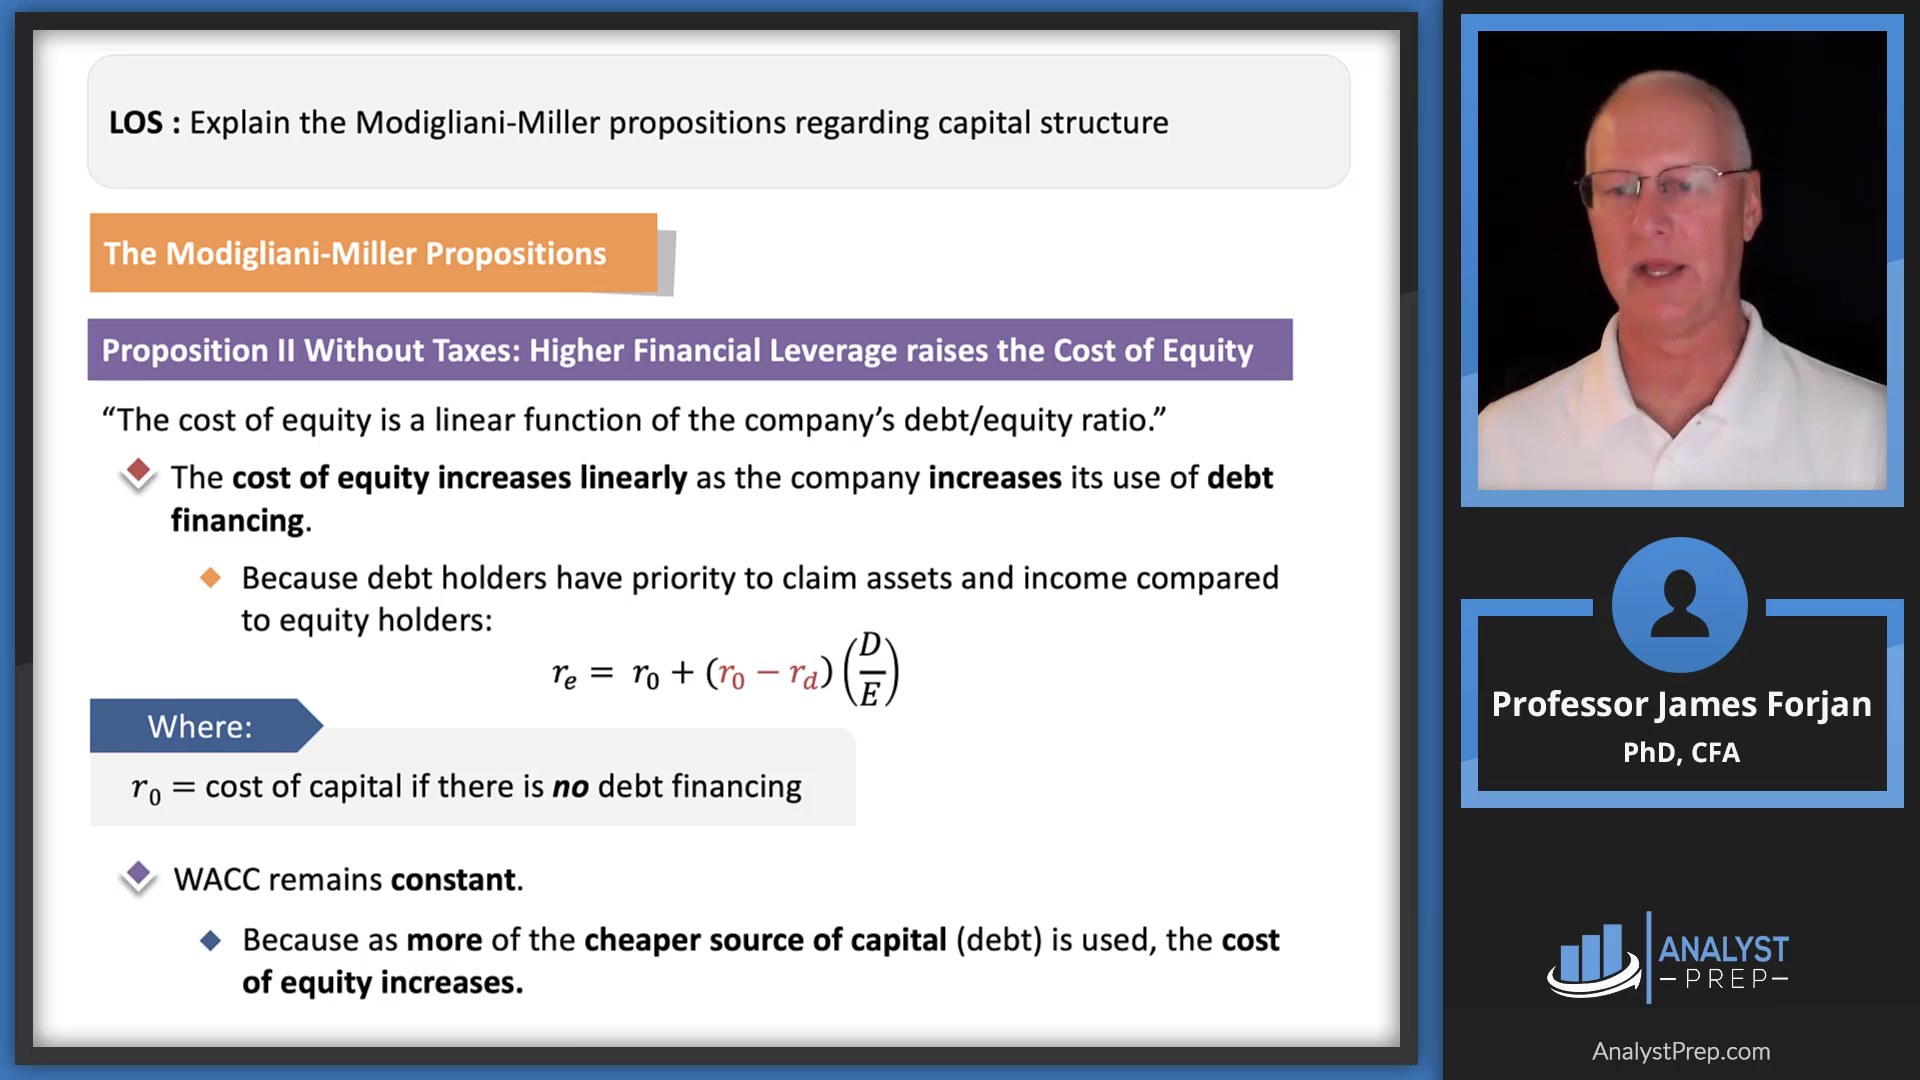 LOS : Explain the Modigliani-Miller propositions regarding capital structure
The Modigliani-Miller Propositions
Proposition II Without Taxes: Higher Financial Leverage raises the Cost of Equity
“The cost of equity is a linear function of the company’s debt/equity ratio.”
The cost of equity increases linearly as the company increases its use of debt
financing.
Because debt holders have priority to claim assets and income compared
to equity holders:
r_e = r_0 + (r_0 − r_d) (D/E)
Where:
r_0 = cost of capital if there is no debt financing
WACC remains constant.
Because as more of the cheaper source of capital (debt) is used, the cost
of equity increases.
Professor James Forjan
PhD, CFA
ANALYST
PREP
AnalystPrep.com